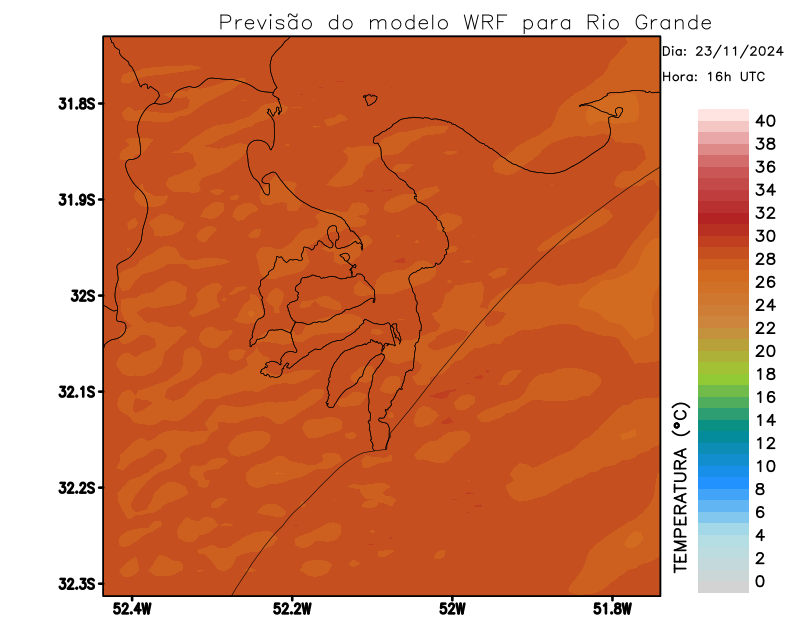 Previsão do modelo WRF para Rio Grande
Dia: 23/11/2024
Hora: 16h UTC
31.8S
31.9S
32S
32.1S
32.2S
32.3S
52.4W
52.2W
52W
51.8W
TEMPERATURA (°C)
40
38
36
34
32
30
28
26
24
22
20
18
16
14
12
10
8
6
4
2
0